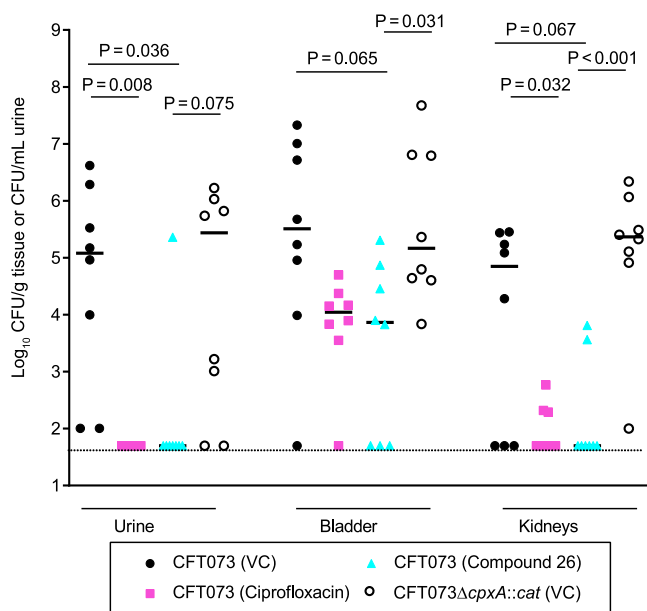 P = 0.031
P = 0.036
P = 0.067
P = 0.065
P < 0.001
P = 0.008
P = 0.075
P = 0.032
Log₁₀ CFU/g tissue or CFU/mL urine
9
8
7
6
5
4
3
2
1
Urine Bladder Kidneys
CFT073 (VC) CFT073 (Compound 26)
CFT073 (Ciprofloxacin) CFT073ΔcpxA::cat (VC)